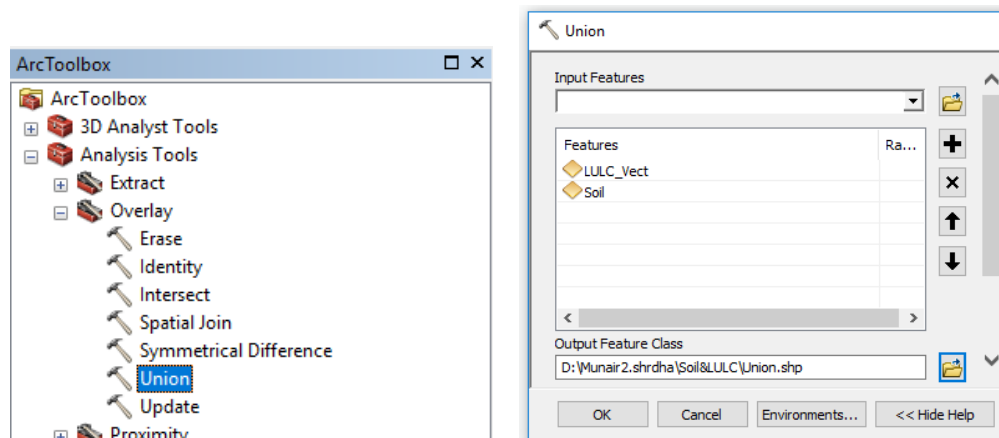 ArcToolbox
ArcToolbox
3D Analyst Tools
Analysis Tools
Extract
Overlay
Erase
Identity
Intersect
Spatial Join
Symmetrical Difference
Union
Update
Proximity
Union
Input Features
Features Ra...
LULC_Vect
Soil
Output Feature Class
D:\Munair2.shrdha\Soil&LULC\Union.shp
OK Cancel Environments... << Hide Help